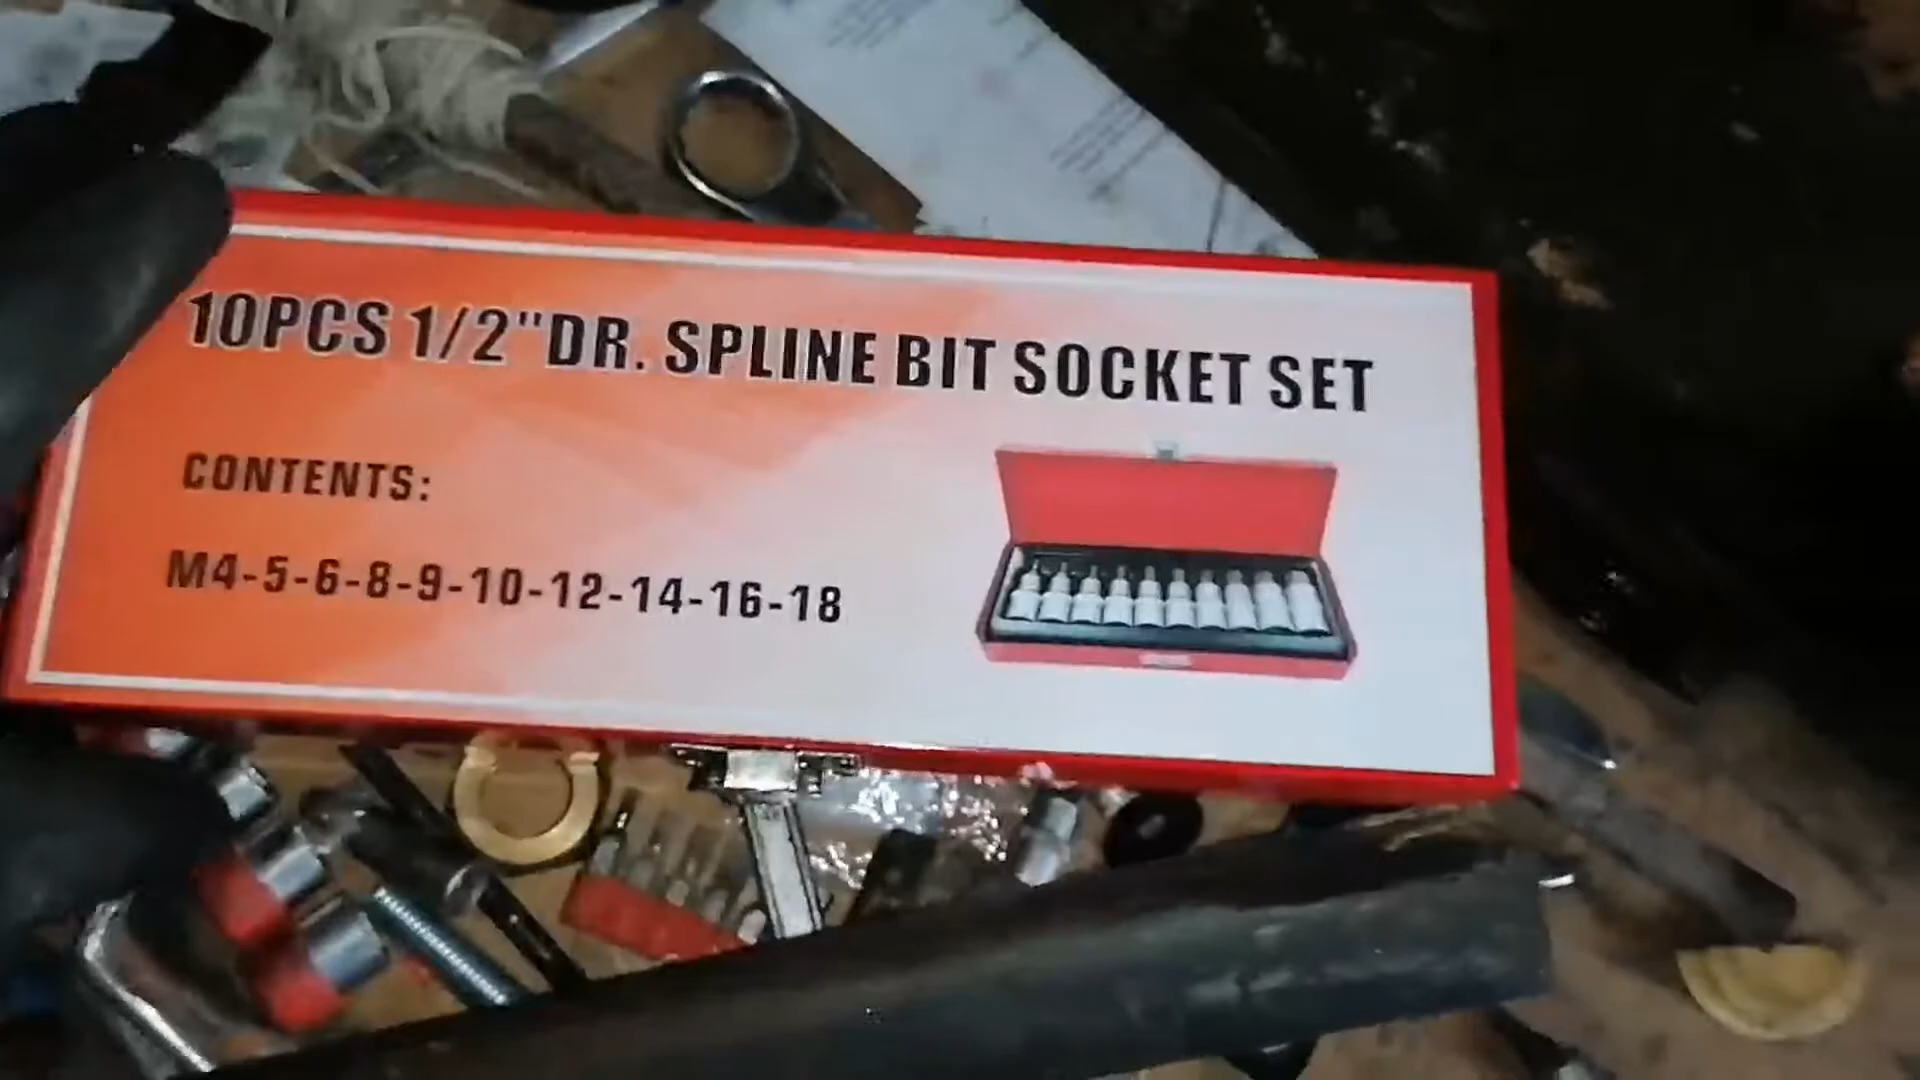 10PCS 1/2"DR. SPLINE BIT SOCKET SET
CONTENTS:
M4-5-6-8-9-10-12-14-16-18